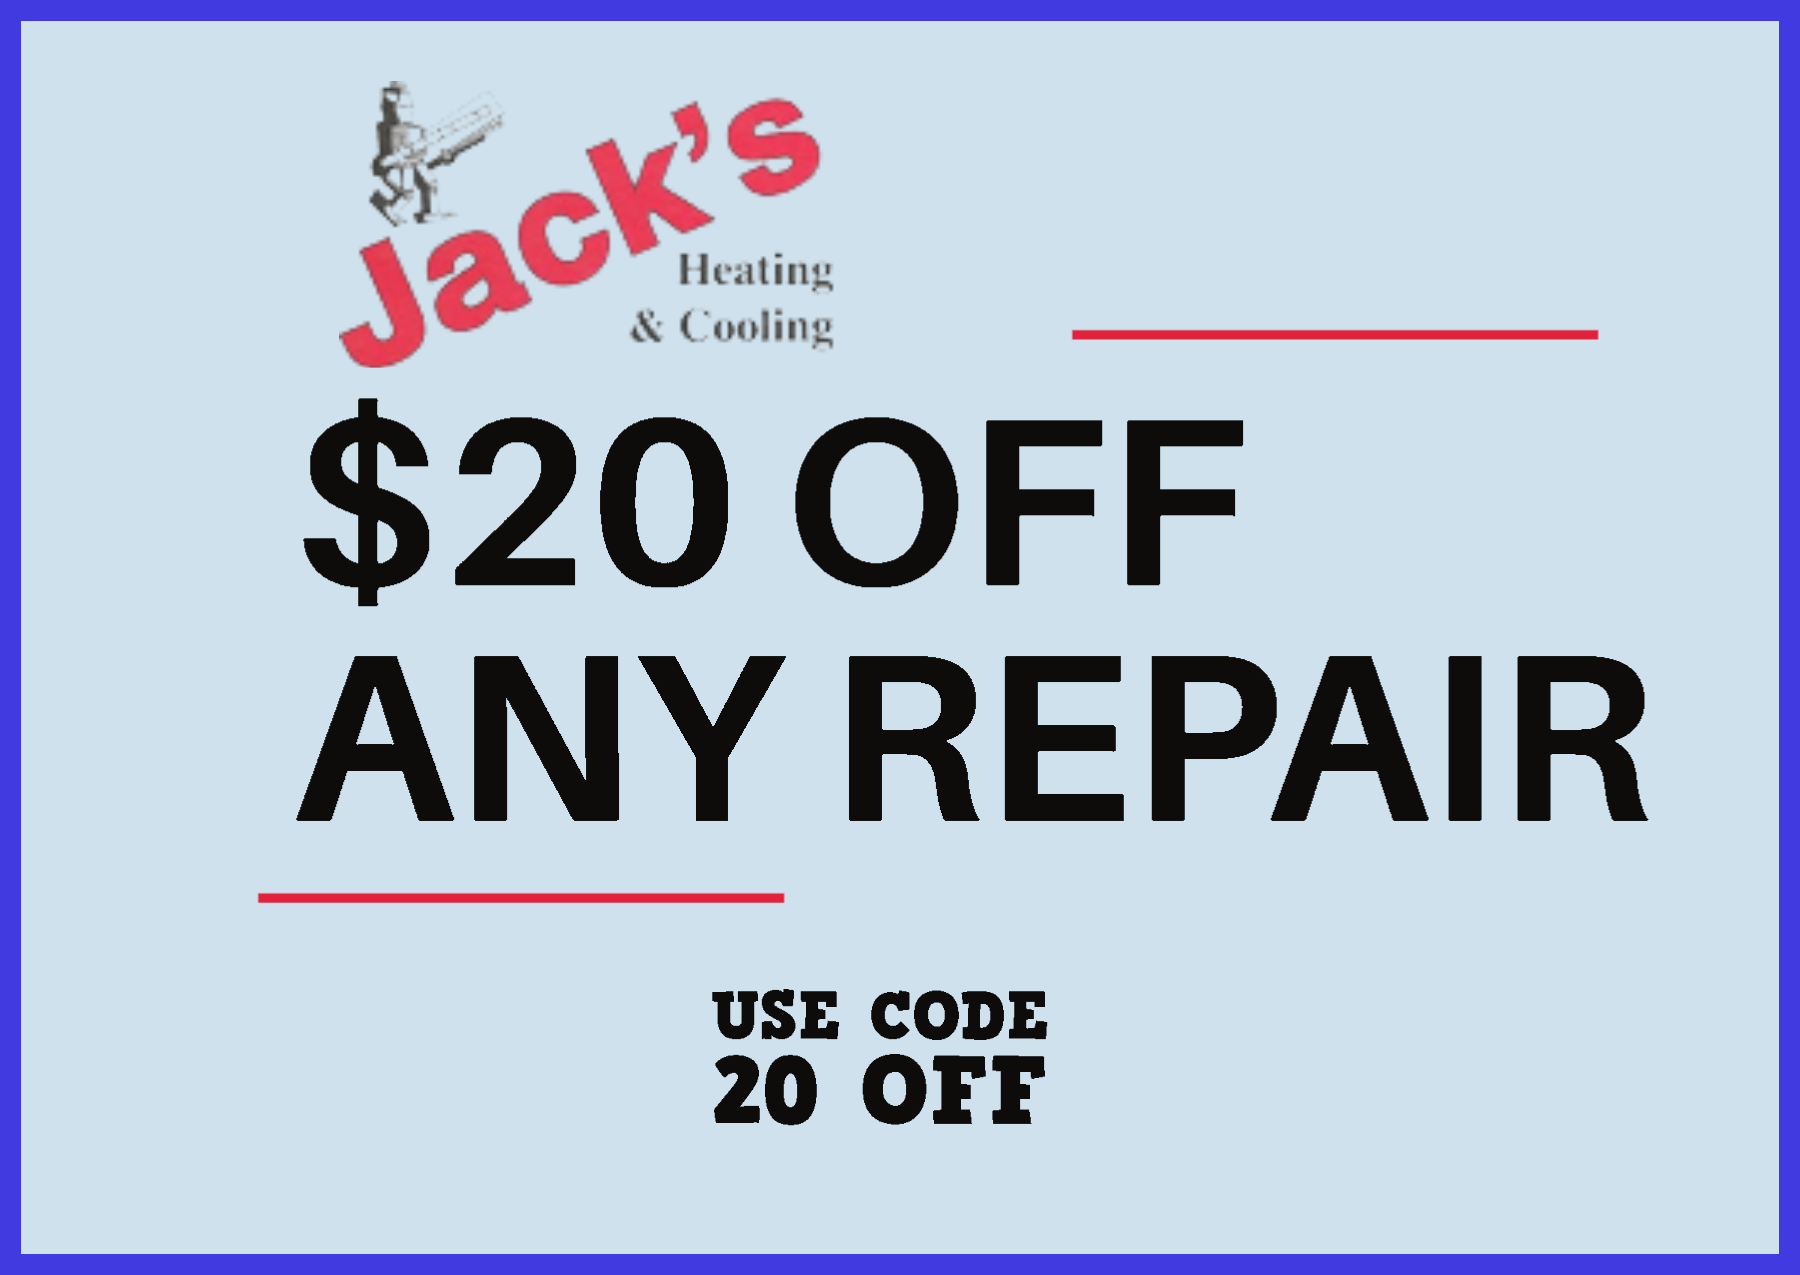 Jack's
Heating
& Cooling
$20 OFF
ANY REPAIR
USE CODE
20 OFF